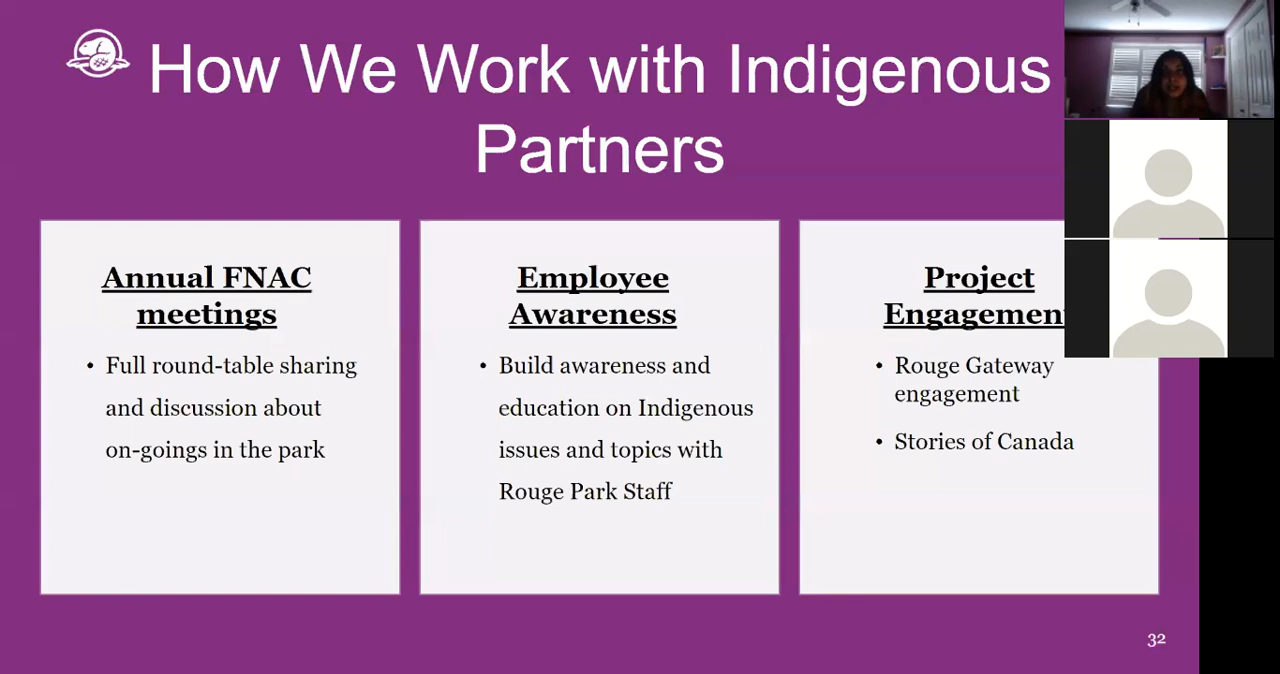 How We Work with Indigenous
Partners
Annual FNAC
meetings
• Full round-table sharing
and discussion about
on-goings in the park
Employee
Awareness
• Build awareness and
education on Indigenous
issues and topics with
Rouge Park Staff
Project
Engagement
• Rouge Gateway
engagement
• Stories of Canada
32